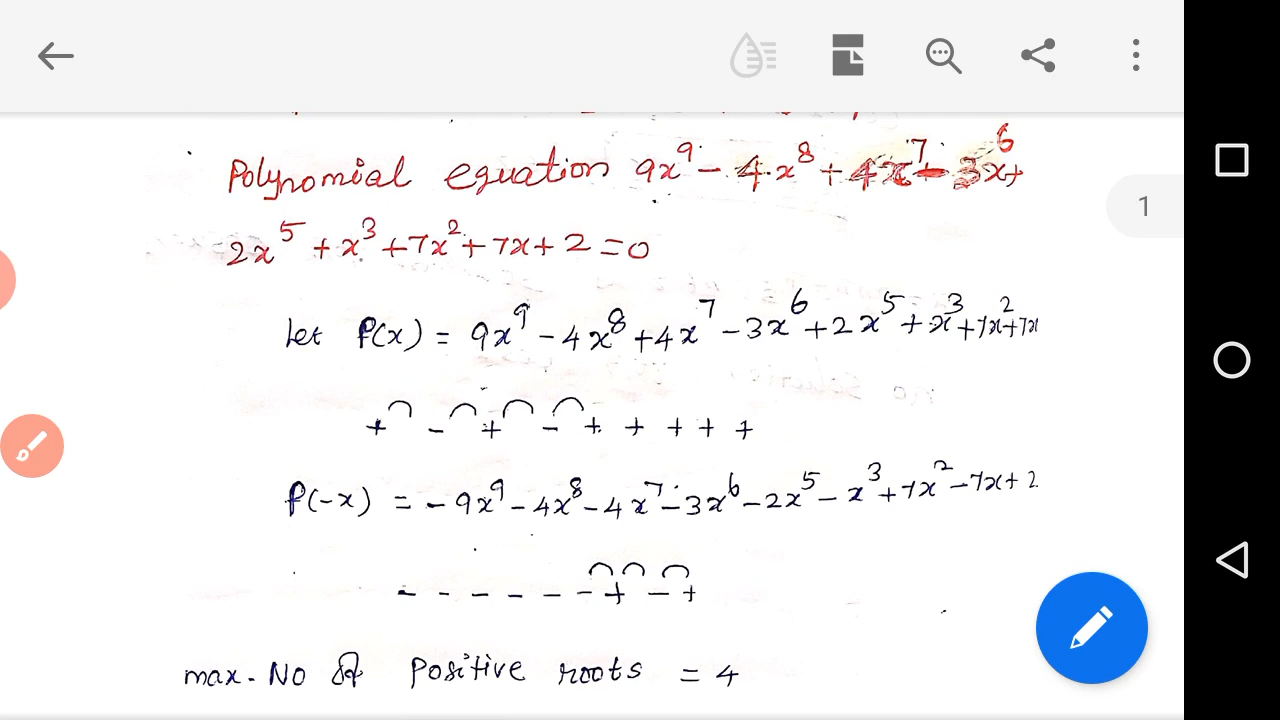 1
Polynomial equation 9x⁹ - 4x⁸ + 4x⁷ - 3x⁶ +
2x⁵ + x³ + 7x² + 7x + 2 = 0
Let P(x) = 9x⁹ - 4x⁸ + 4x⁷ - 3x⁶ + 2x⁵ + x³ + 7x² + 7x
+ - + - + + + + +
P(-x) = - 9x⁹ - 4x⁸ - 4x⁷ - 3x⁶ - 2x⁵ - x³ + 7x² - 7x + 2
- - - - - - + - +
max. No of Positive roots = 4